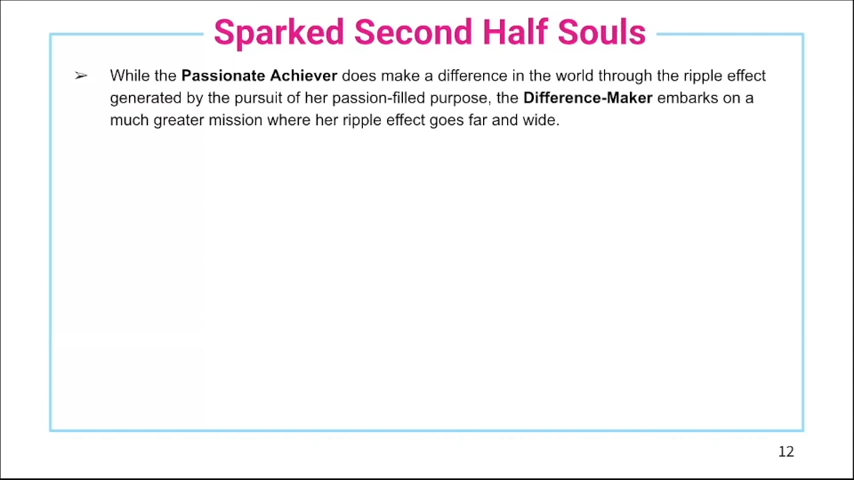 Sparked Second Half Souls
➢ While the Passionate Achiever does make a difference in the world through the ripple effect
generated by the pursuit of her passion-filled purpose, the Difference-Maker embarks on a
much greater mission where her ripple effect goes far and wide.
12